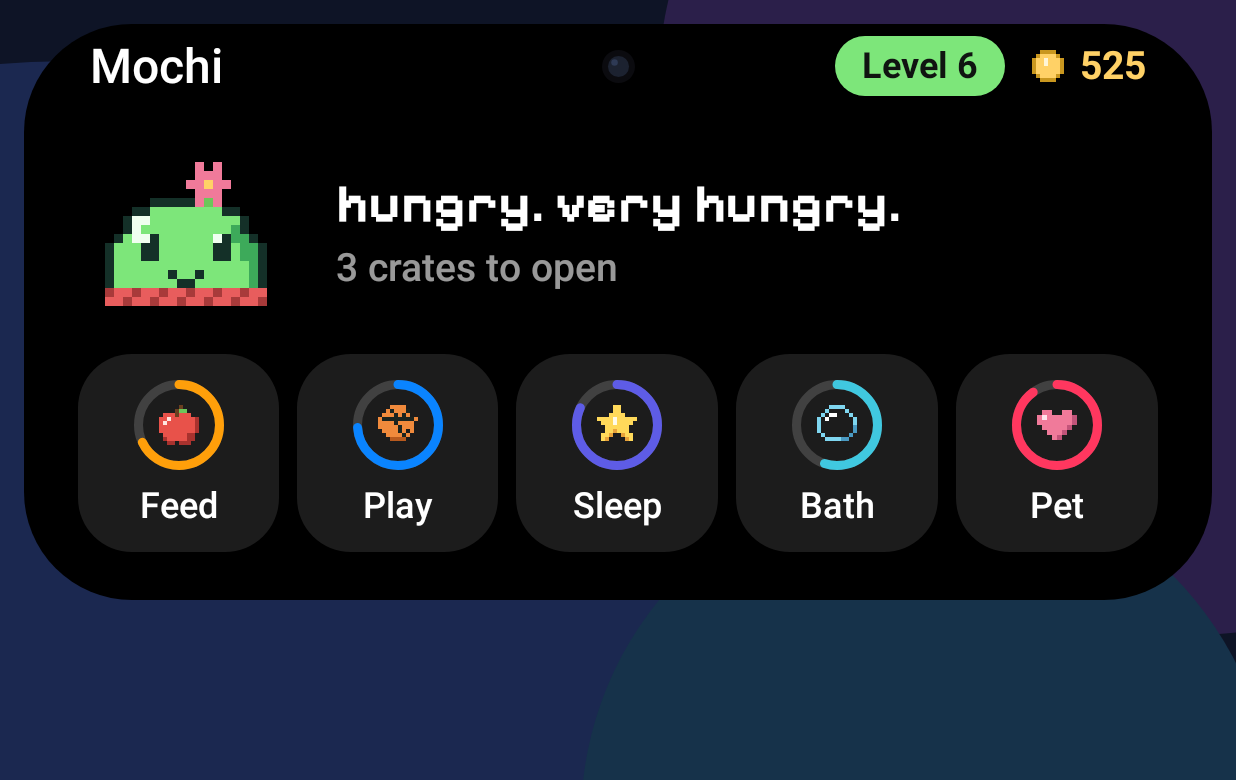 Mochi
Level 6
525
hungry. very hungry.
3 crates to open
Feed
Play
Sleep
Bath
Pet